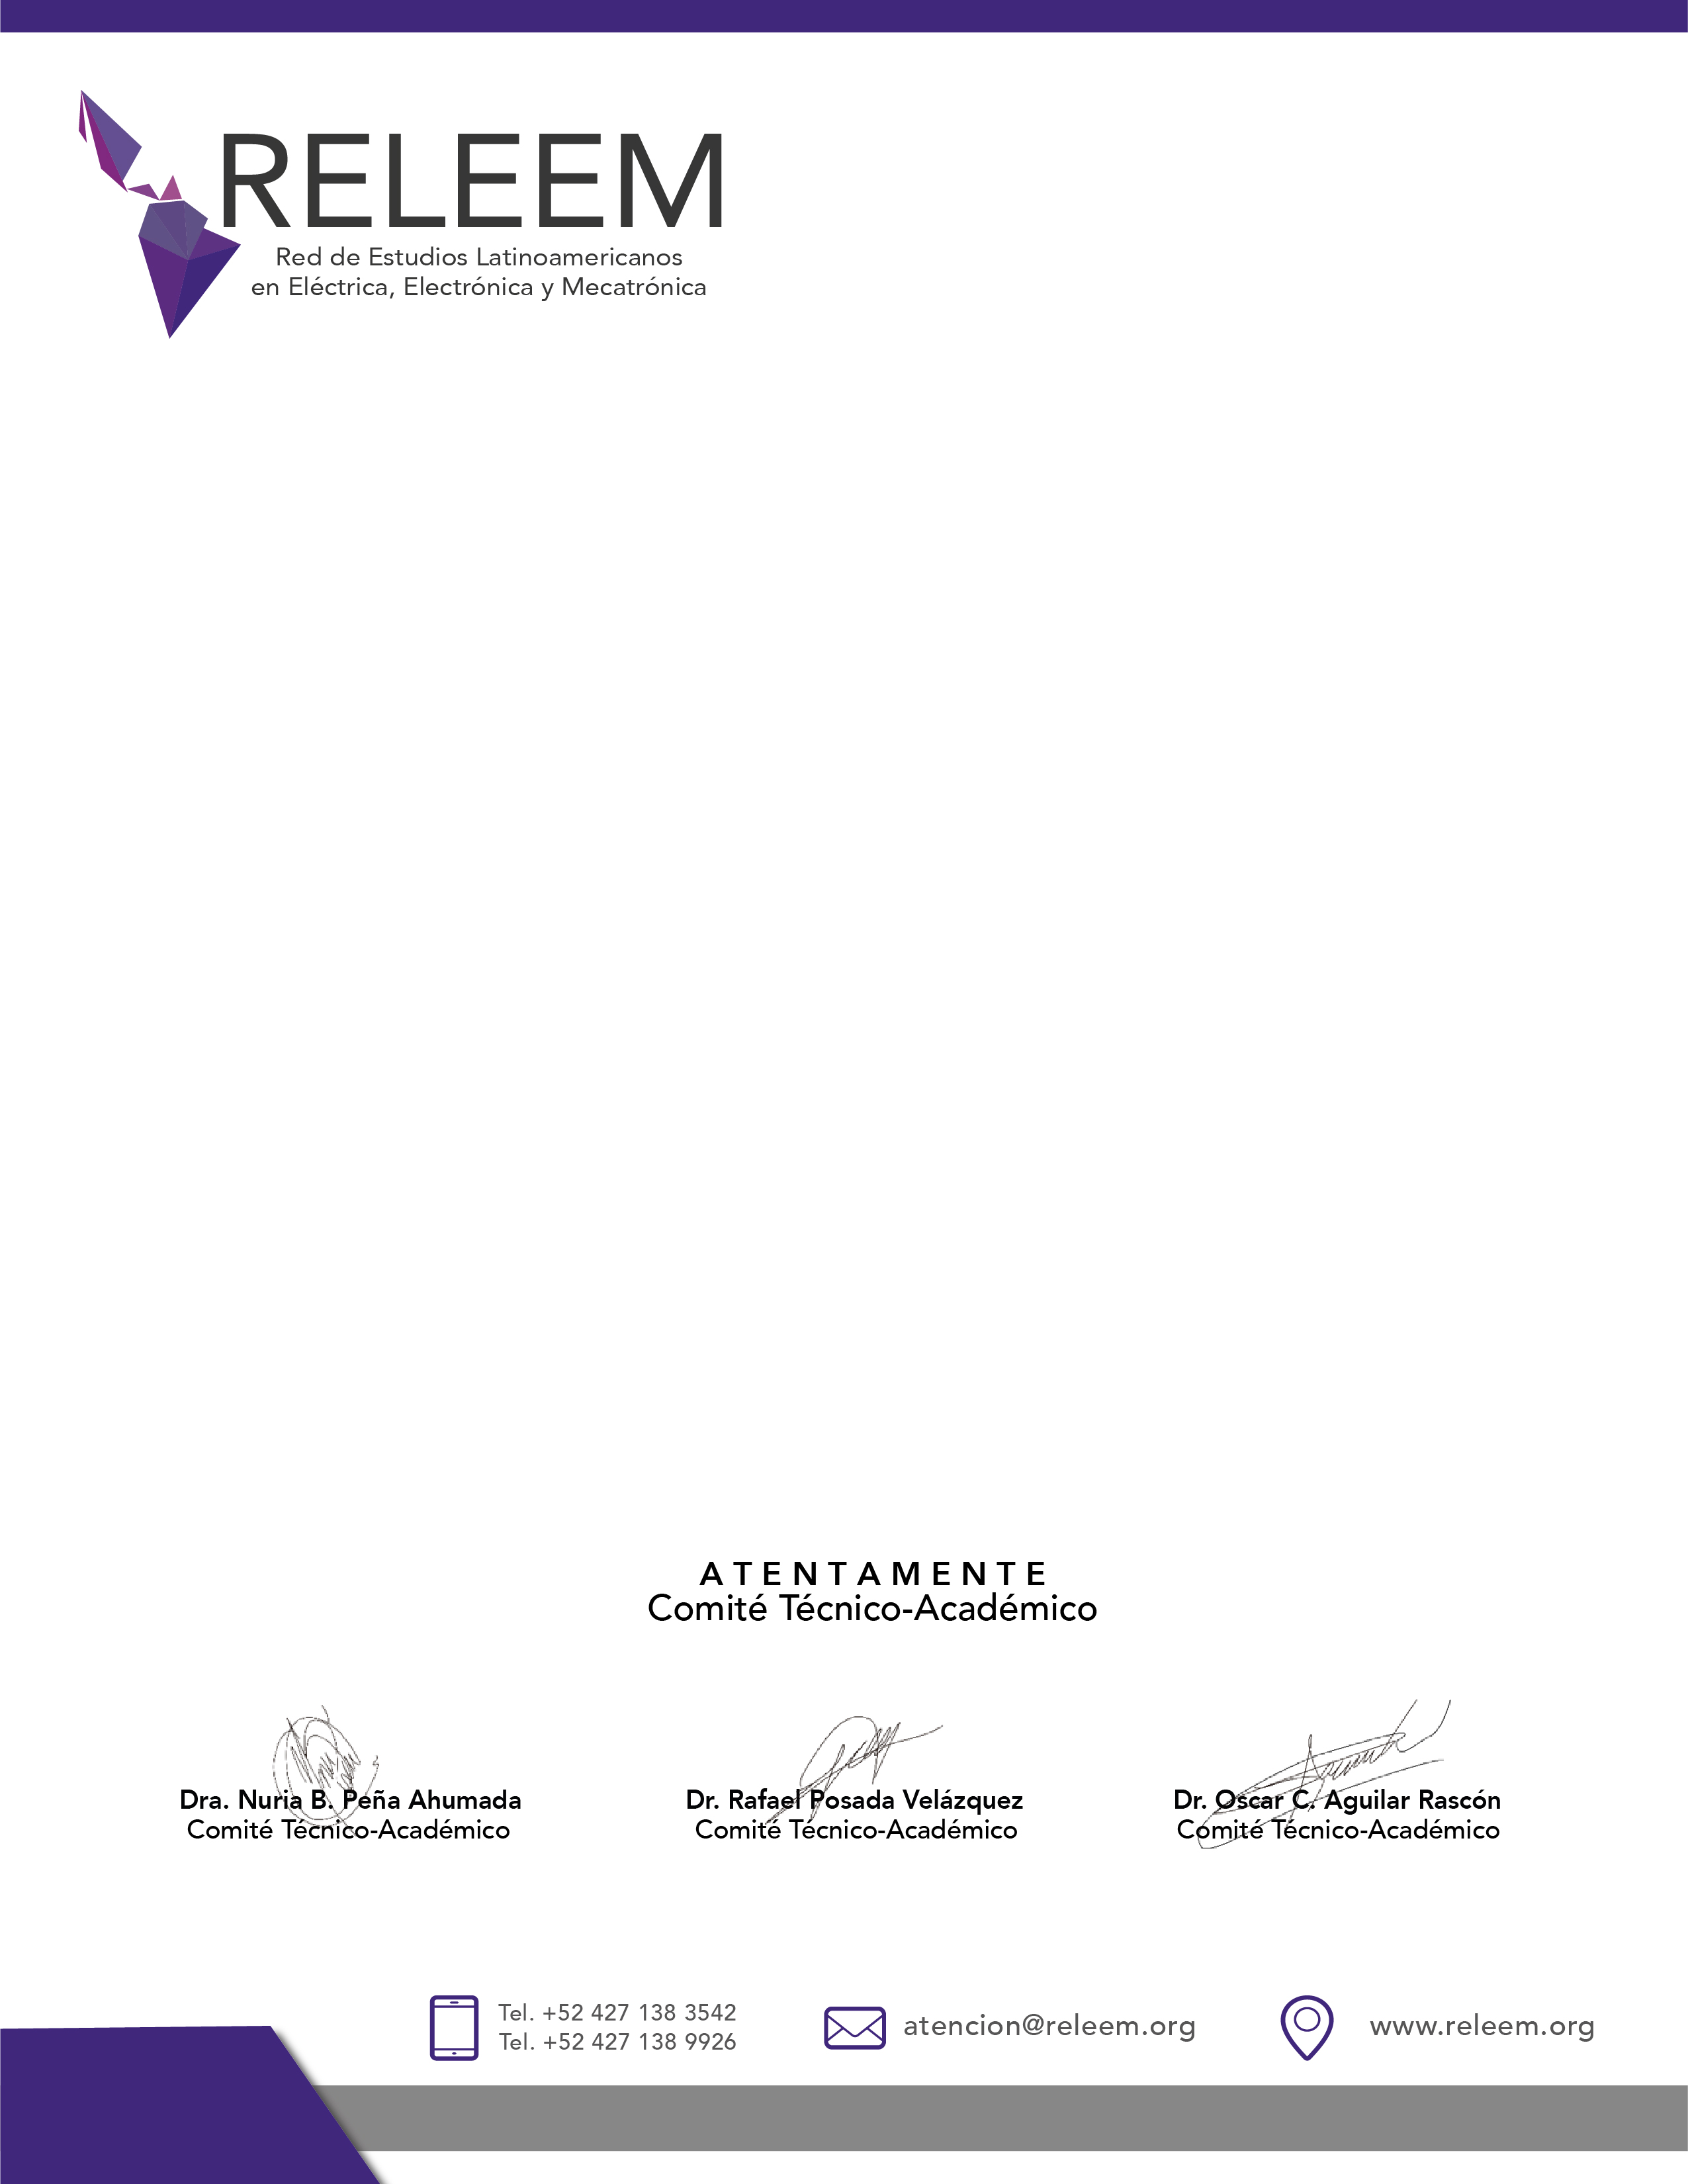 RELEEM
Red de Estudios Latinoamericanos
en Eléctrica, Electrónica y Mecatrónica
ATENTAMENTE
Comité Técnico-Académico
Dra. Nuria B. Peña Ahumada
Comité Técnico-Académico
Dr. Rafael Posada Velázquez
Comité Técnico-Académico
Dr. Oscar C. Aguilar Rascón
Comité Técnico-Académico
Tel. +52 427 138 3542
Tel. +52 427 138 9926
atencion@releem.org
www.releem.org